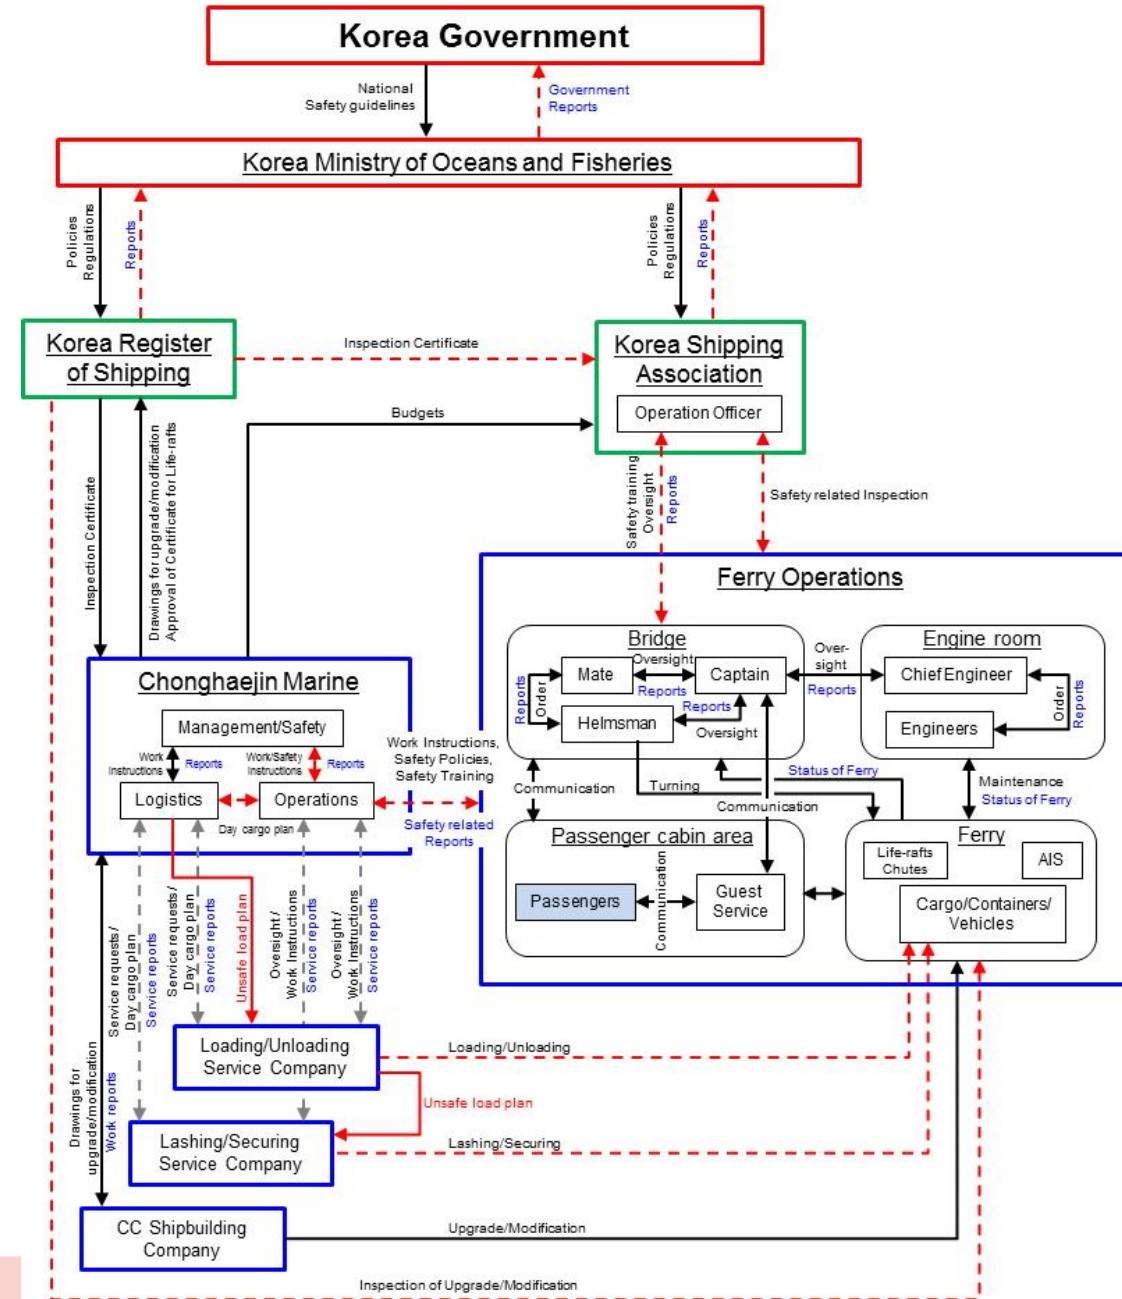 Korea Government
National
Safety guidelines
Government
Reports
Korea Ministry of Oceans and Fisheries
Policies
Regulations
Reports
Policies
Regulations
Reports
Korea Register
of Shipping
Inspection Certificate
Korea Shipping
Association
Operation Officer
Budgets
Inspection Certificate
Drawings for upgrade/modification
Approval of Certificate for Life-rafts
Safety training
Oversight
Reports
Safety related Inspection
Chonghaejin Marine
Management/Safety
Work
Instructions
Reports
Work/Safety
Instructions
Reports
Logistics
Operations
Day cargo plan
Work Instructions,
Safety Policies,
Safety Training
Safety related
Reports
Ferry Operations
Bridge
Mate
Oversight
Reports
Captain
Reports
Order
Helmsman
Reports
Oversight
Over-
sight
Reports
Engine room
Chief Engineer
Engineers
Order
Reports
Communication
Turning
Status of Ferry
Communication
Maintenance
Status of Ferry
Passenger cabin area
Passengers
Communication
Guest
Service
Ferry
Life-rafts
Chutes
AIS
Cargo/Containers/
Vehicles
Service requests/
Day cargo plan
Service reports
Service requests/
Day cargo plan
Service reports
Unsafe load plan
Oversight /
Work Instructions
Service reports
Oversight /
Work Instructions
Service reports
Drawings for
upgrade/modification
Work reports
Loading/Unloading
Service Company
Loading/Unloading
Unsafe load plan
Lashing/Securing
Service Company
Lashing/Securing
CC Shipbuilding
Company
Upgrade/Modification
Inspection of Upgrade/Modification